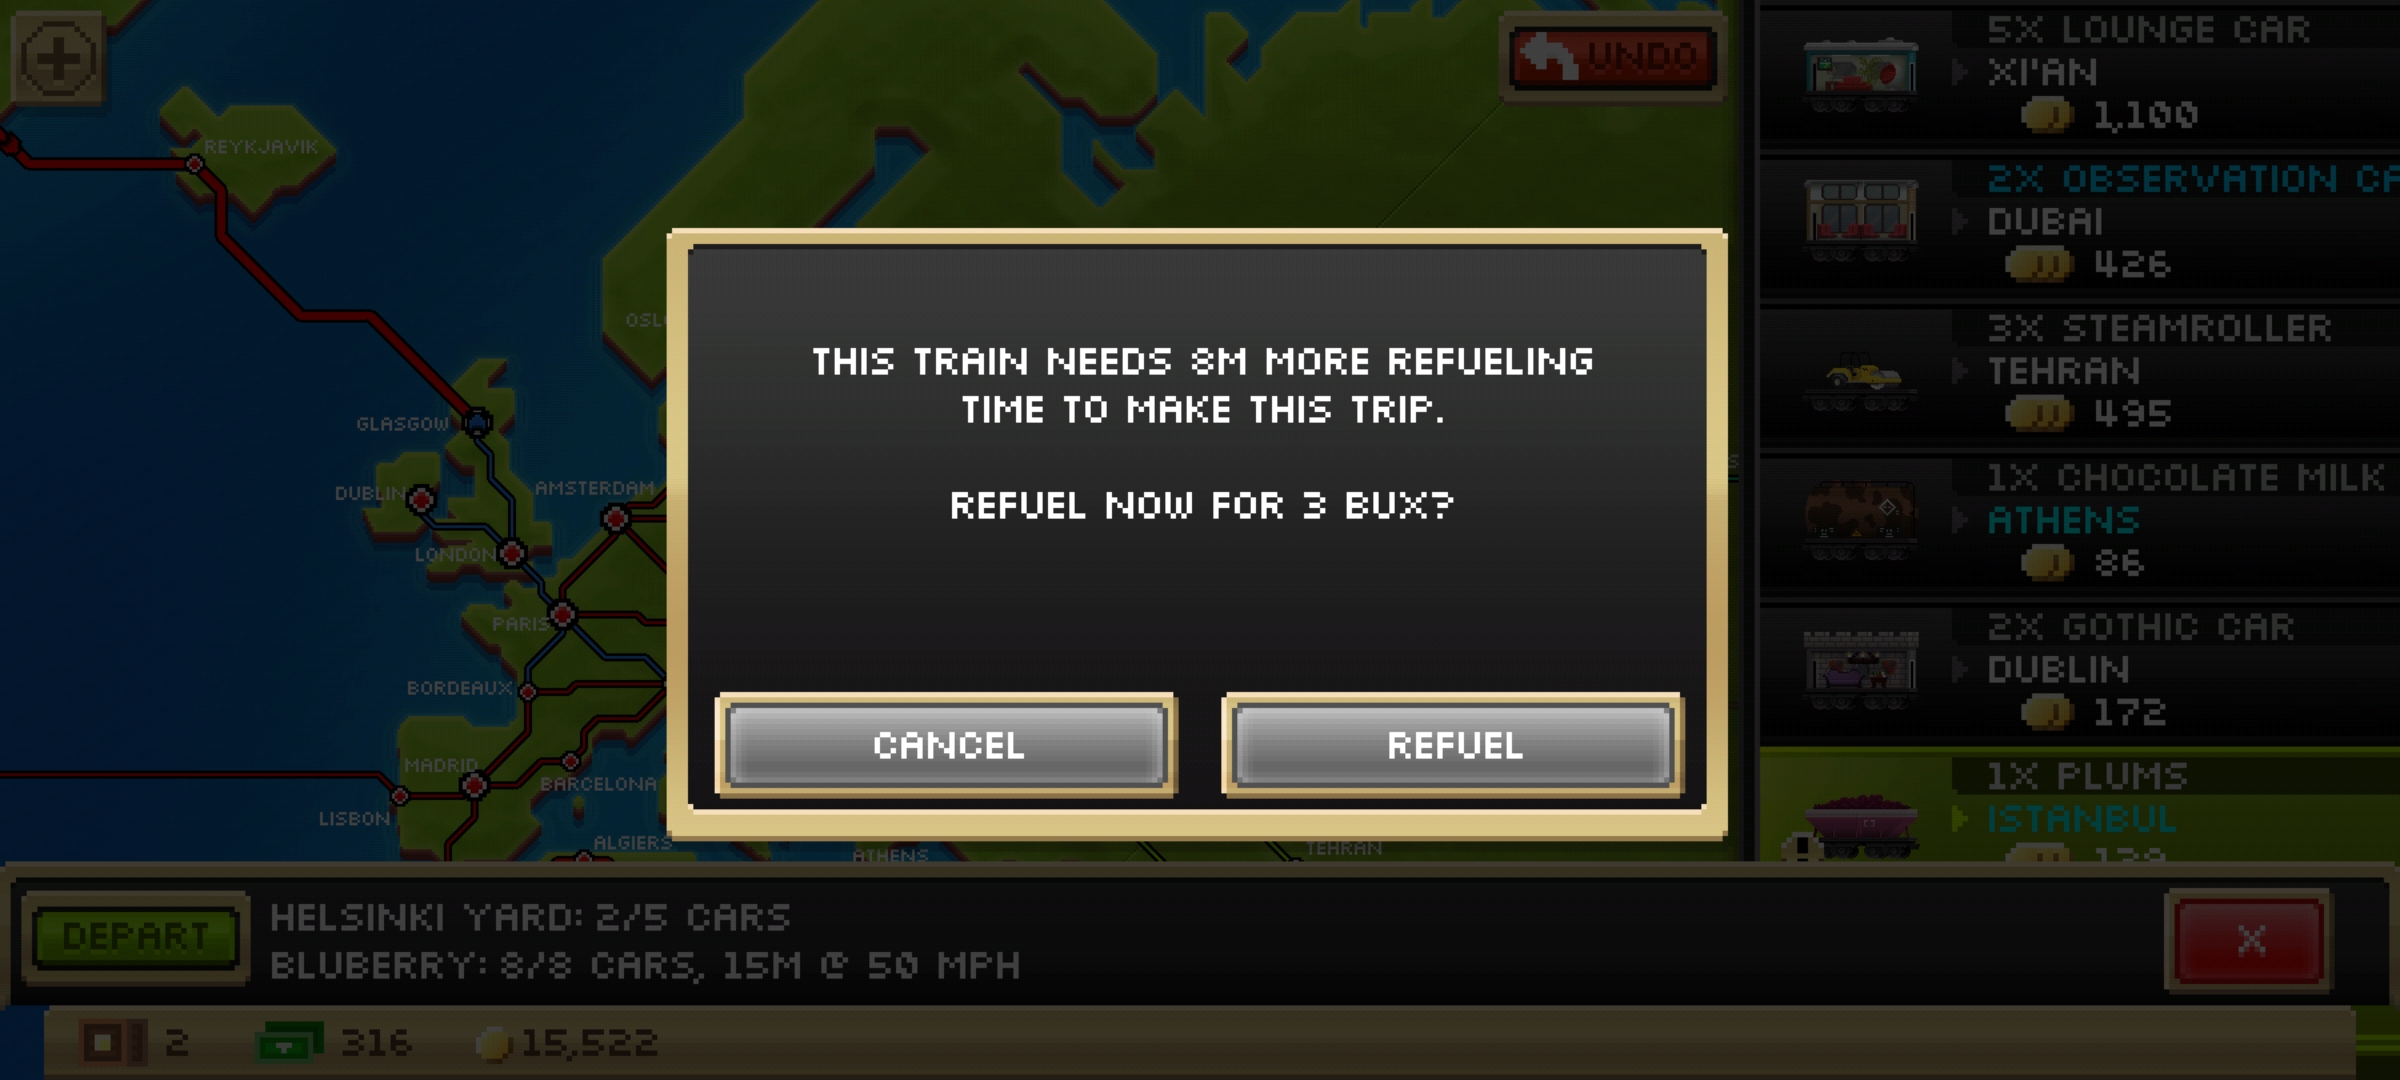 UNDO
REYKJAVIK
GLASGOW
DUBLIN
AMSTERDAM
LONDON
PARIS
BORDEAUX
MADRID
BARCELONA
LISBON
ALGIERS
ATHENS
TEHRAN
THIS TRAIN NEEDS 8M MORE REFUELING
TIME TO MAKE THIS TRIP.
REFUEL NOW FOR 3 BUX?
CANCEL
REFUEL
5X LOUNGE CAR
XI'AN
1,100
2X OBSERVATION
DUBAI
426
3X STEAMROLLER
TEHRAN
495
1X CHOCOLATE MILK
ATHENS
86
2X GOTHIC CAR
DUBLIN
172
1X PLUMS
ISTANBUL
DEPART
HELSINKI YARD: 2/5 CARS
BLUBERRY: 8/8 CARS, 15M @ 50 MPH
X
2
316
15,522